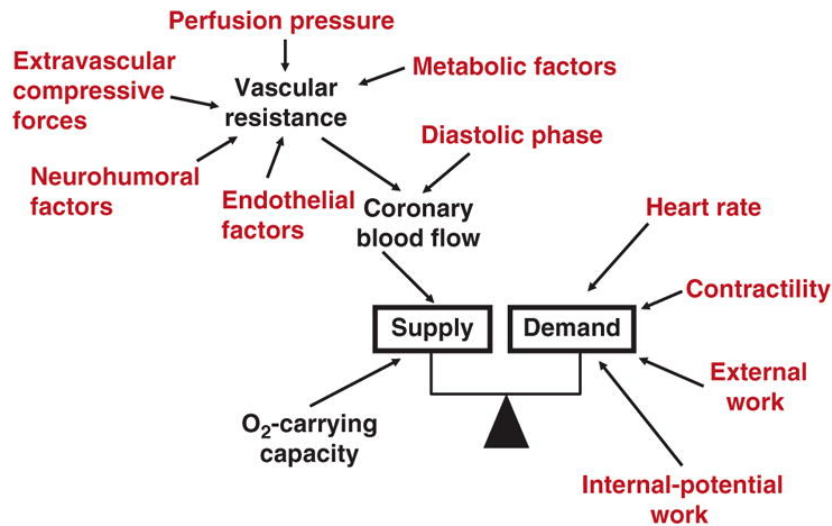 Perfusion pressure
Extravascular
compressive
forces
Vascular
resistance
Metabolic factors
Neurohumoral
factors
Endothelial
factors
Diastolic phase
Coronary
blood flow
Heart rate
Contractility
Supply
Demand
External
work
O₂-carrying
capacity
Internal-potential
work